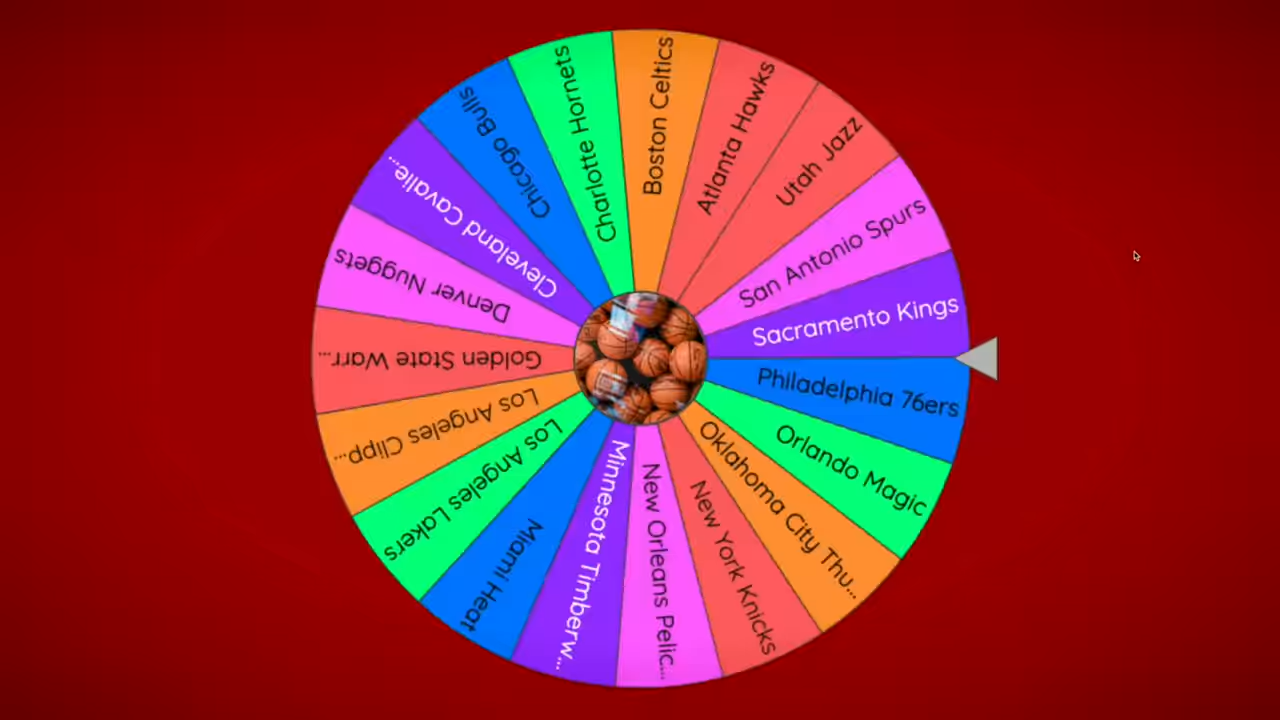 Boston Celtics
Atlanta Hawks
Utah Jazz
San Antonio Spurs
Sacramento Kings
Philadelphia 76ers
Orlando Magic
Oklahoma City Thu...
New York Knicks
New Orleans Pelic...
Minnesota Timberw...
Miami Heat
Los Angeles Lakers
Los Angeles Clipp...
Golden State Warr...
Denver Nuggets
Cleveland Cavalie...
Chicago Bulls
Charlotte Hornets